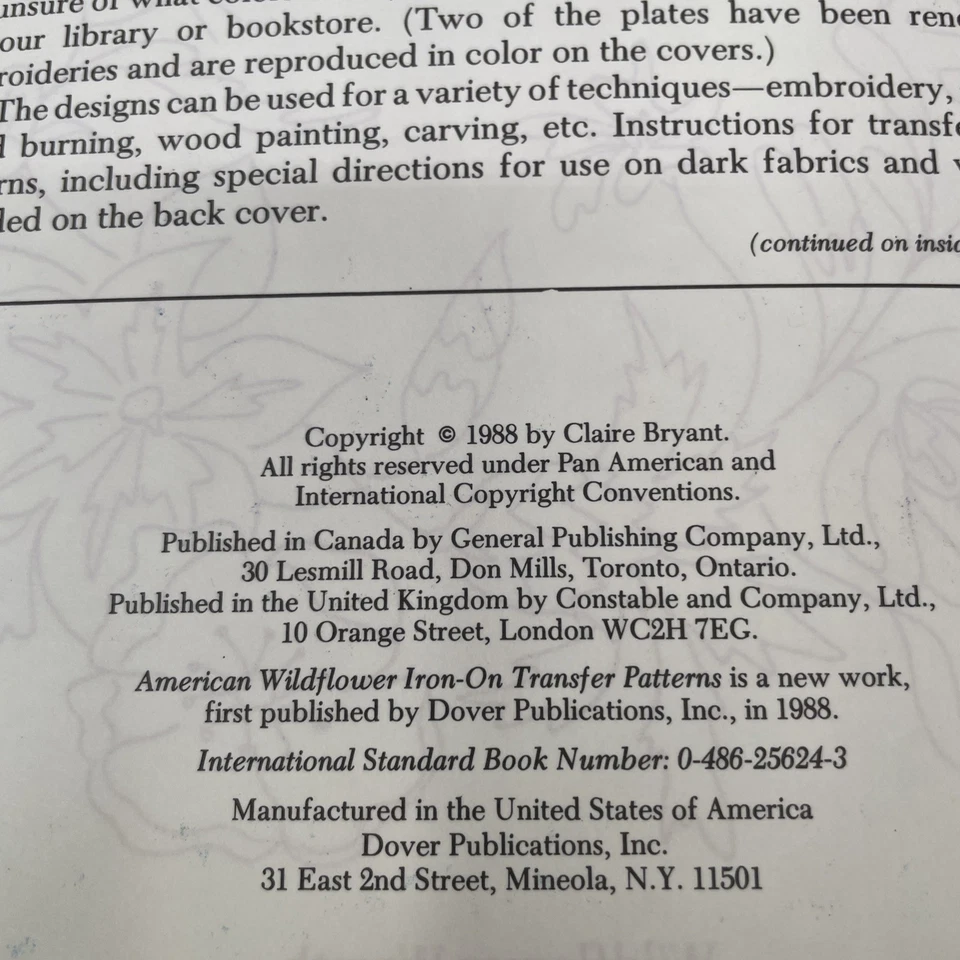 of what
our library or bookstore. (Two of the plates have been
and are reproduced in color on the covers.)
The designs can be used for a variety of techniques—embroidery,
burning, wood painting, carving, etc. Instructions for
including special directions for use on dark fabrics and
on the back cover.
(continued on
Copyright © 1988 by Claire Bryant.
All rights reserved under Pan American and
International Copyright Conventions.
Published in Canada by General Publishing Company, Ltd.,
30 Lesmill Road, Don Mills, Toronto, Ontario.
Published in the United Kingdom by Constable and Company, Ltd.,
10 Orange Street, London WC2H 7EG.
American Wildflower Iron-On Transfer Patterns is a new work,
first published by Dover Publications, Inc., in 1988.
International Standard Book Number: 0-486-25624-3
Manufactured in the United States of America
Dover Publications, Inc.
31 East 2nd Street, Mineola, N.Y. 11501